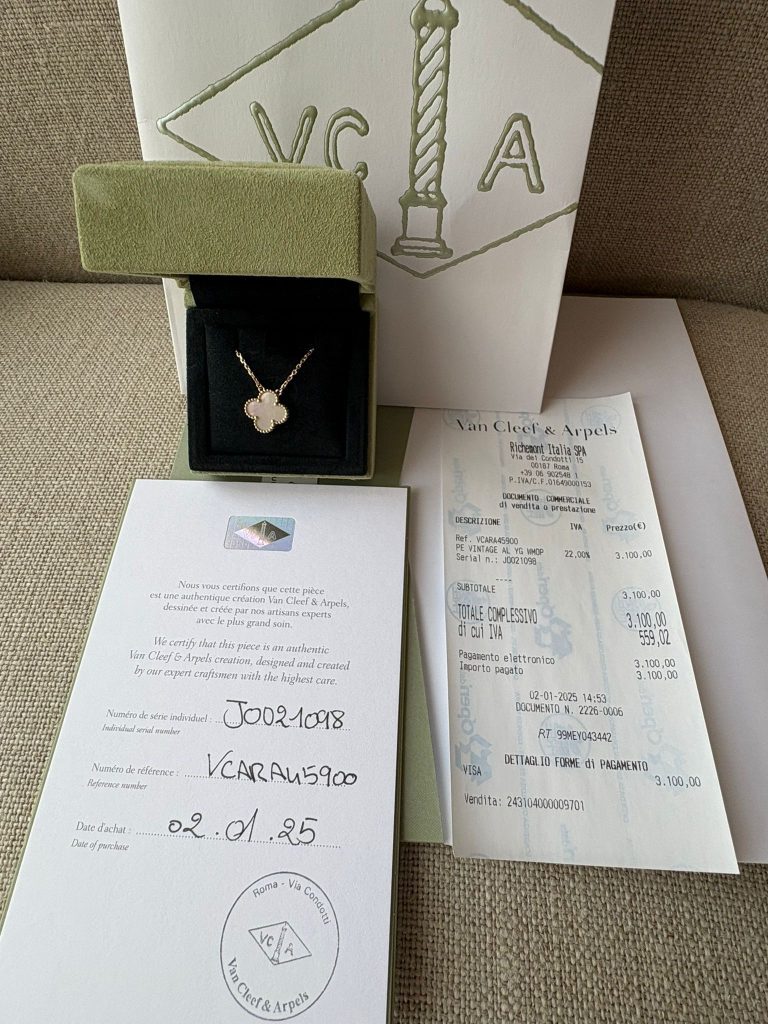 VC A
Nous vous certifions que cette pièce
est une authentique création Van Cleef & Arpels,
dessinée et créée par nos artisans experts
avec le plus grand soin.
We certify that this piece is an authentic
Van Cleef & Arpels creation, designed and created
by our expert craftsmen with the highest care.
Numéro de série individuel : JO021098
Individual serial number
Numéro de référence : VCARA45900
Reference number
Date d'achat : 02.01.25
Date of purchase
Roma - Via Condotti
VC A
Van Cleef & Arpels
Van Cleef & Arpels
Richemont Italia SPA
Via dei Condotti 15
00187 Roma
+39 06 902548 1
P.IVA/C.F.01649000153
DOCUMENTO COMMERCIALE
di vendita o prestazione
DESCRIZIONE IVA Prezzo(€)
Ref. VCARA45900
PE VINTAGE AL YG WMOP 22,00% 3.100,00
Serial n.: JO021098
----
SUBTOTALE 3.100,00
TOTALE COMPLESSIVO 3.100,00
di cui IVA 559,02
Pagamento elettronico 3.100,00
Importo pagato 3.100,00
02-01-2025 14:53
DOCUMENTO N. 2226-0006
RT 99MEY043442
DETTAGLIO FORME di PAGAMENTO
VISA 3.100,00
Vendita: 243104000009701